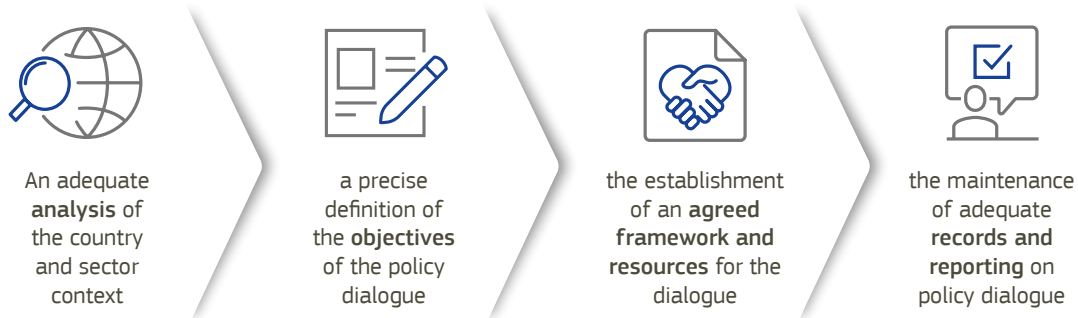 An adequate
analysis of
the country
and sector
context
a precise
definition of
the objectives
of the policy
dialogue
the establishment
of an agreed
framework and
resources for the
dialogue
the maintenance
of adequate
records and
reporting on
policy dialogue